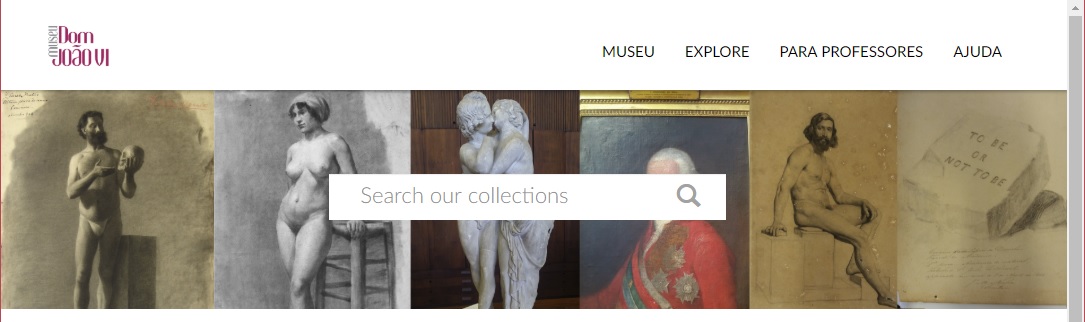 museu
Dom
João VI
MUSEU EXPLORE PARA PROFESSORES AJUDA
Search our collections
TO BE
OR
NOT TO BE